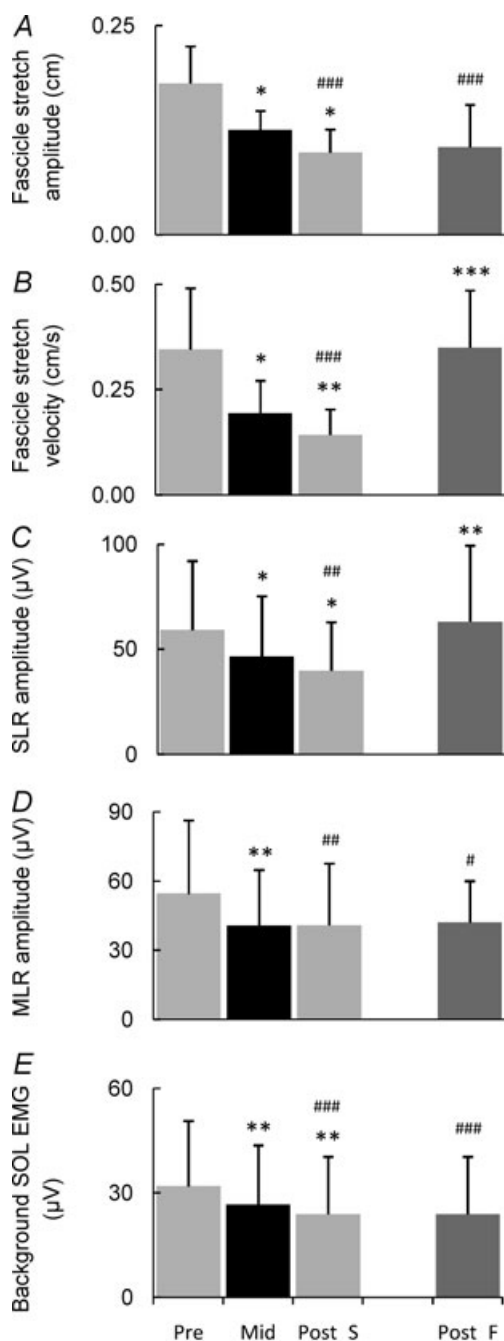 A
Fascicle stretch
amplitude (cm)
0.25
0.00
*
###
*
###
B
Fascicle stretch
velocity (cm/s)
0.50
0.25
0.00
*
###
**
***
C
SLR amplitude (µV)
100
50
0
*
##
*
**
D
MLR amplitude (µV)
90
60
30
0
**
##
#
E
Background SOL EMG
(µV)
60
30
0
**
###
**
###
Pre Mid Post S Post F